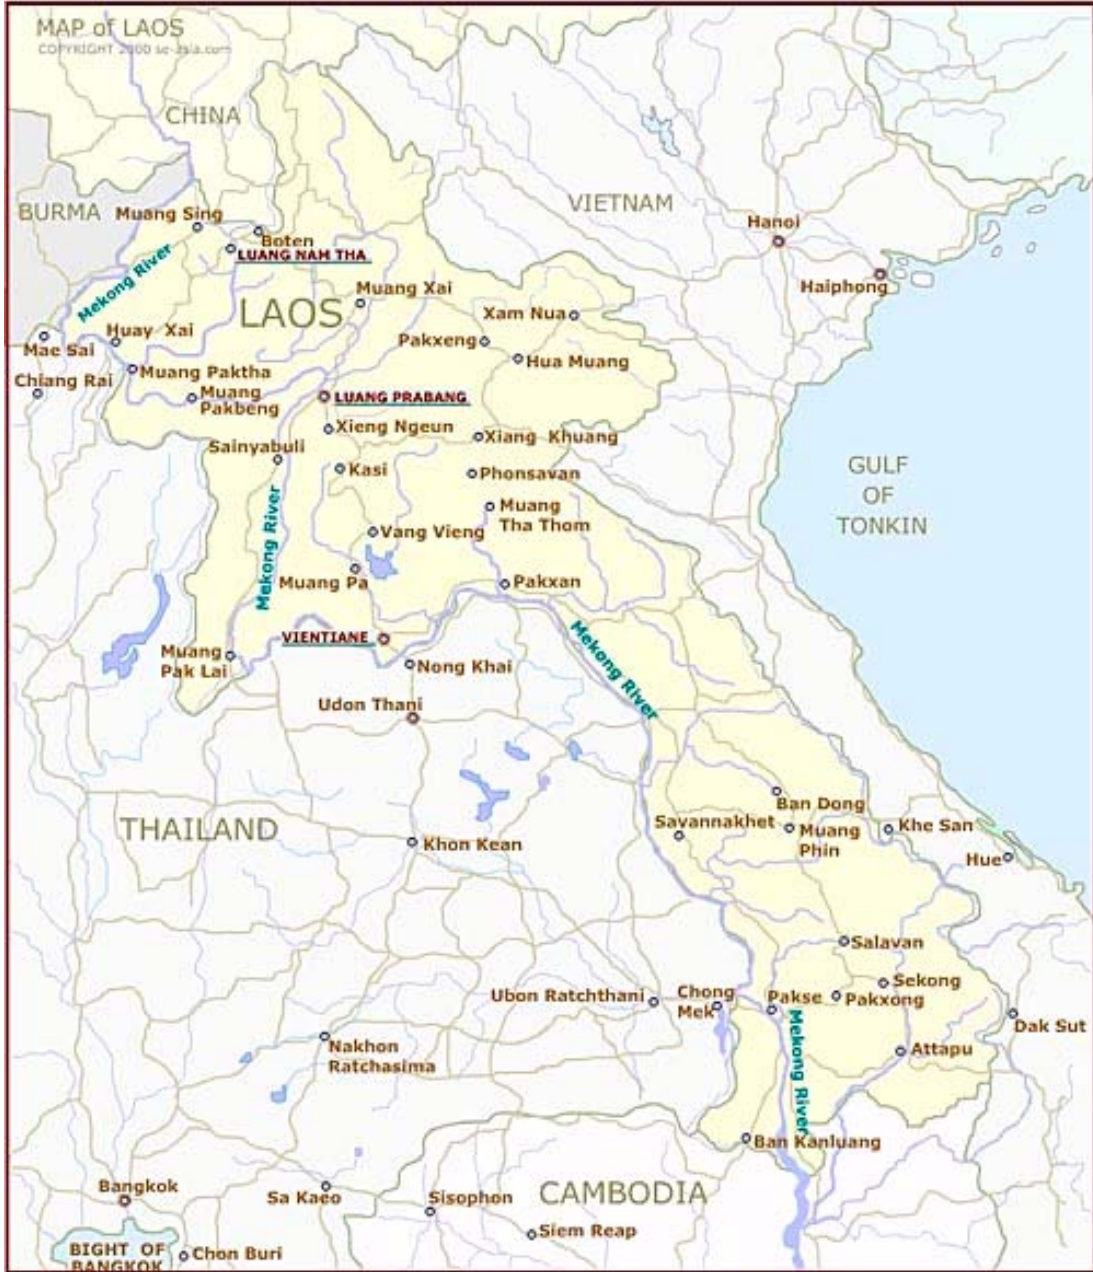 MAP of LAOS
COPYRIGHT 2000 se-asia.com
CHINA
BURMA
VIETNAM
Muang Sing
Hanoi
Boten
LUANG NAM THA
Mekong River
Haiphong
Muang Xai
LAOS
Xam Nua
Huay Xai
Pakxeng
Mae Sai
Hua Muang
Muang Paktha
Chiang Rai
Muang
Pakbeng
LUANG PRABANG
Xieng Ngeun
Xiang Khuang
Sainyabuli
Kasi
Phonsavan
GULF
OF
TONKIN
Muang
Tha Thom
Mekong River
Vang Vieng
Muang Pa
Pakxan
VIENTIANE
Mekong River
Muang
Pak Lai
Nong Khai
Udon Thani
Ban Dong
THAILAND
Savannakhet
Muang
Phin
Khe San
Khon Kean
Hue
Salavan
Sekong
Ubon Ratchthani
Chong
Mek
Pakse
Pakxong
Dak Sut
Nakhon
Ratchasima
Mekong River
Attapu
Ban Kanluang
Bangkok
Sa Kaeo
Sisophon
CAMBODIA
Siem Reap
BIGHT OF
BANGKOK
Chon Buri